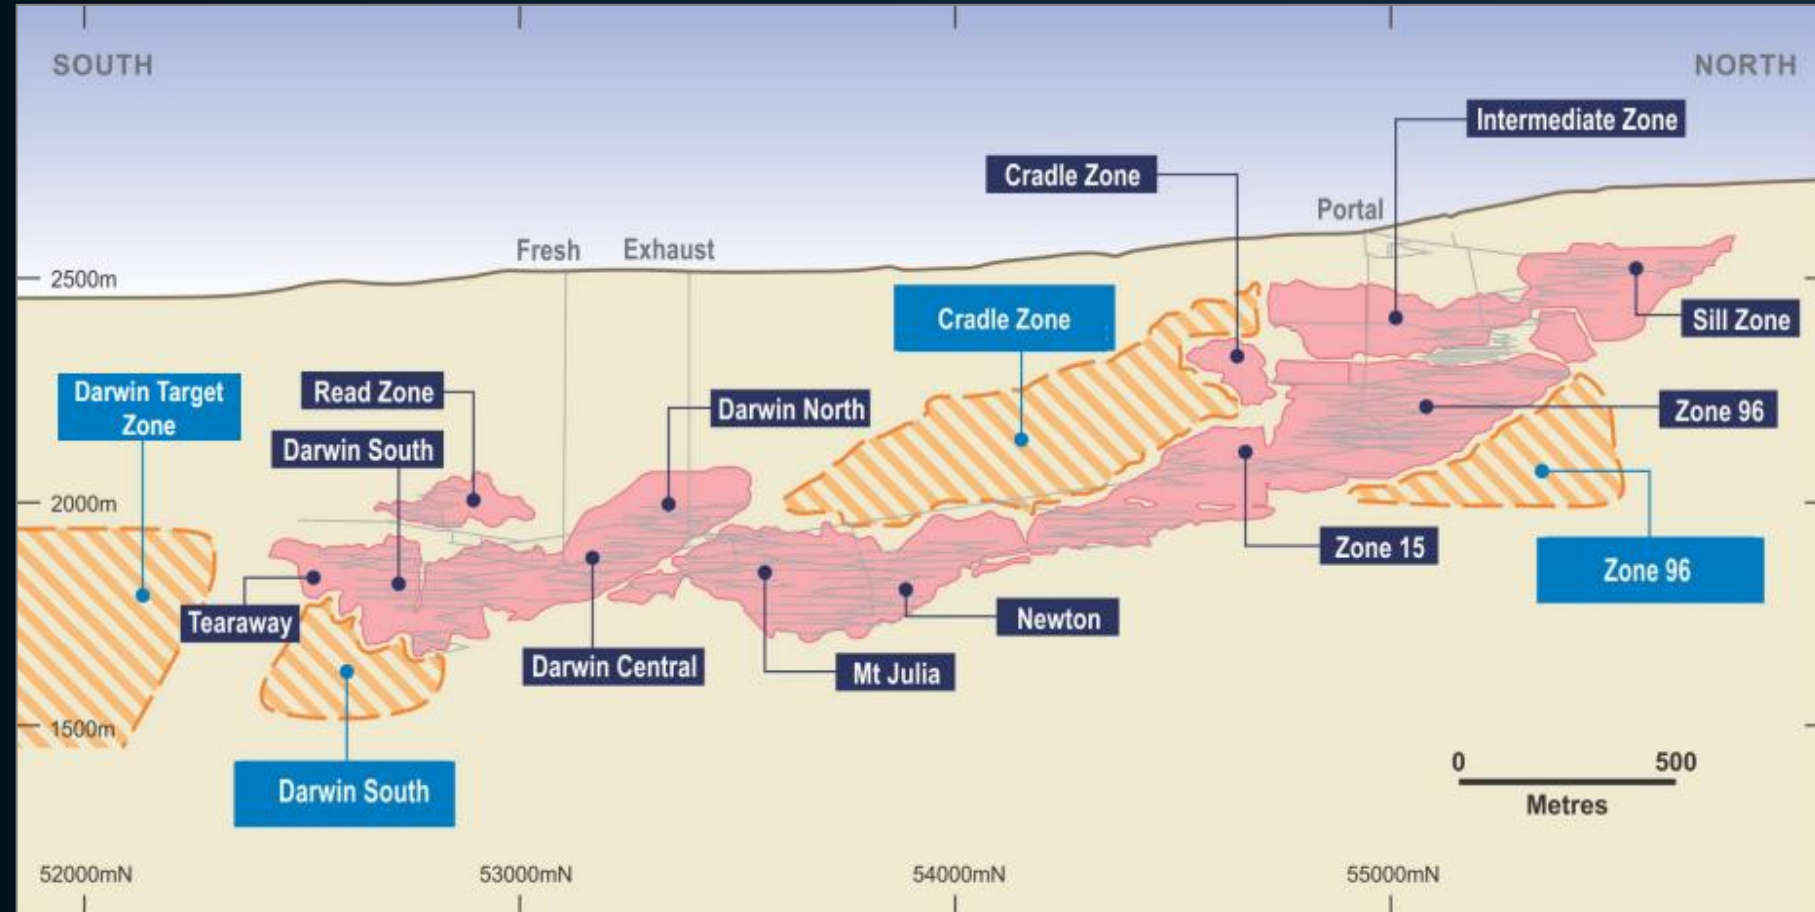 SOUTH
NORTH
Intermediate Zone
Cradle Zone
Portal
Fresh
Exhaust
2500m
Cradle Zone
Sill Zone
Darwin Target
Zone
Read Zone
Darwin North
Zone 96
Darwin South
2000m
Zone 15
Zone 96
Tearaway
Newton
Darwin Central
Mt Julia
1500m
Darwin South
0
500
Metres
52000mN
53000mN
54000mN
55000mN